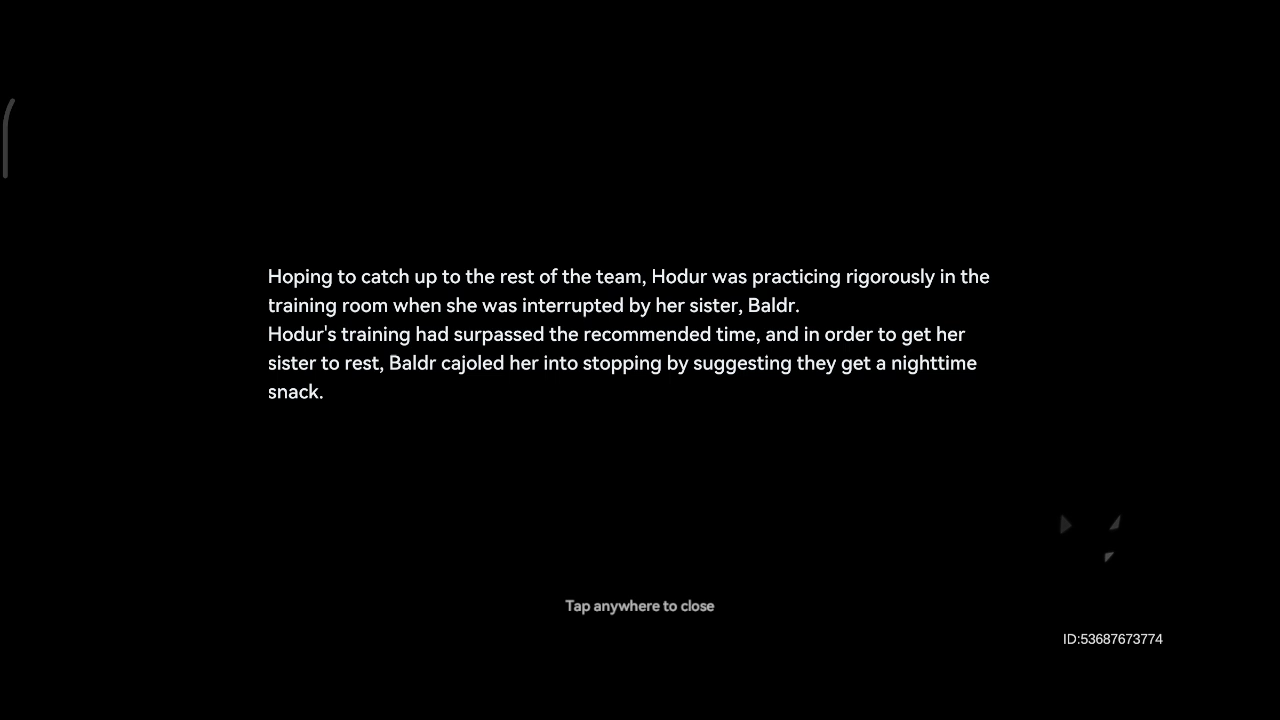 Hoping to catch up to the rest of the team, Hodur was practicing rigorously in the
training room when she was interrupted by her sister, Baldr.
Hodur's training had surpassed the recommended time, and in order to get her
sister to rest, Baldr cajoled her into stopping by suggesting they get a nighttime
snack.
Tap anywhere to close
ID:53687673774